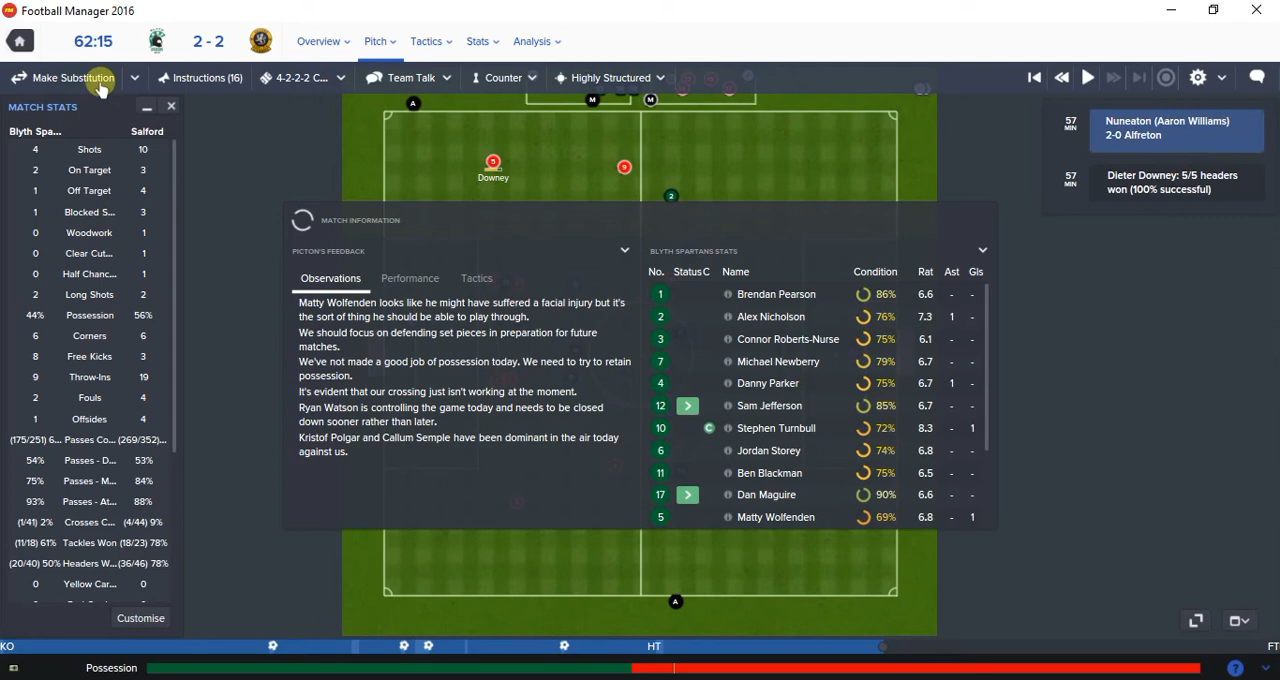 Football Manager 2016
62:15 2 - 2 Overview Pitch Tactics Stats Analysis
Make Substitution Instructions (16) 4-2-2-2 C... Team Talk Counter Highly Structured
MATCH STATS
Blyth Spa... Salford
4 Shots 10
2 On Target 3
1 Off Target 4
1 Blocked S... 3
0 Woodwork 1
0 Clear Cut... 1
0 Half Chanc... 1
2 Long Shots 2
44% Possession 56%
6 Corners 6
8 Free Kicks 3
9 Throw-Ins 19
2 Fouls 4
1 Offsides 4
(175/251) 6... Passes Co... (269/352)...
54% Passes - D... 53%
75% Passes - M... 84%
93% Passes - At... 88%
(1/41) 2% Crosses C... (4/44) 9%
(11/18) 61% Tackles Won (18/23) 78%
(20/40) 50% Headers W... (36/46) 78%
0 Yellow Car... 0
Customise
A M M
5 9
Downey
2
MATCH INFORMATION
PICTON'S FEEDBACK
Observations Performance Tactics
Matty Wolfenden looks like he might have suffered a facial injury but it's
the sort of thing he should be able to play through.
We should focus on defending set pieces in preparation for future
matches.
We've not made a good job of possession today. We need to try to retain
possession.
It's evident that our crossing just isn't working at the moment.
Ryan Watson is controlling the game today and needs to be closed
down sooner rather than later.
Kristof Polgar and Callum Semple have been dominant in the air today
against us.
BLYTH SPARTANS STATS
No. Status C Name Condition Rat Ast Gls
1 Brendan Pearson 86% 6.6 - -
2 Alex Nicholson 76% 7.3 1 -
3 Connor Roberts-Nurse 75% 6.1 - -
7 Michael Newberry 79% 6.7 - -
4 Danny Parker 75% 6.7 1 -
12 Sam Jefferson 85% 6.7 - -
10 C Stephen Turnbull 72% 8.3 - 1
6 Jordan Storey 74% 6.8 - -
11 Ben Blackman 75% 6.5 - -
17 Dan Maguire 90% 6.6 - -
5 Matty Wolfenden 69% 6.8 - 1
57 MIN Nuneaton (Aaron Williams)
2-0 Alfreton
57 MIN Dieter Downey: 5/5 headers
won (100% successful)
A
KO HT FT
Possession